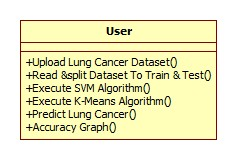 User
+Upload Lung Cancer Dataset()
+Read &split Dataset To Train & Test()
+Execute SVM Algorithm()
+Execute K-Means Algorithm()
+Predict Lung Cancer()
+Accuracy Graph()